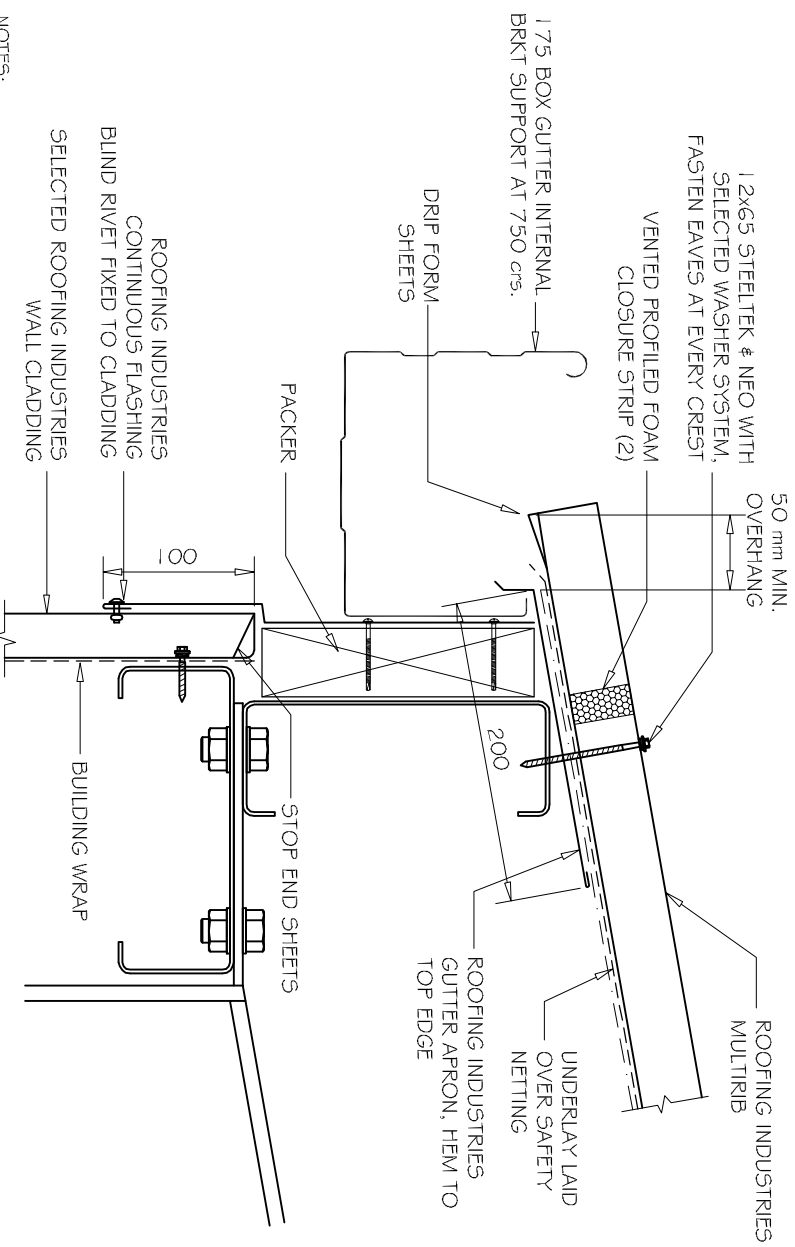 12x65 STEELTEK & NEO WITH
SELECTED WASHER SYSTEM,
FASTEN EAVES AT EVERY CREST
50 mm MIN.
OVERHANG
VENTED PROFILED FOAM
CLOSURE STRIP (2)
175 BOX GUTTER INTERNAL
BRKT SUPPORT AT 750 crs.
DRIP FORM
SHEETS
PACKER
ROOFING INDUSTRIES
CONTINUOUS FLASHING
BLIND RIVET FIXED TO CLADDING
SELECTED ROOFING INDUSTRIES
WALL CLADDING
100
200
ROOFING INDUSTRIES
MULTIRIB
UNDERLAY LAID
OVER SAFETY
NETTING
ROOFING INDUSTRIES
GUTTER APRON, HEM TO
TOP EDGE
STOP END SHEETS
BUILDING WRAP
NOTES: